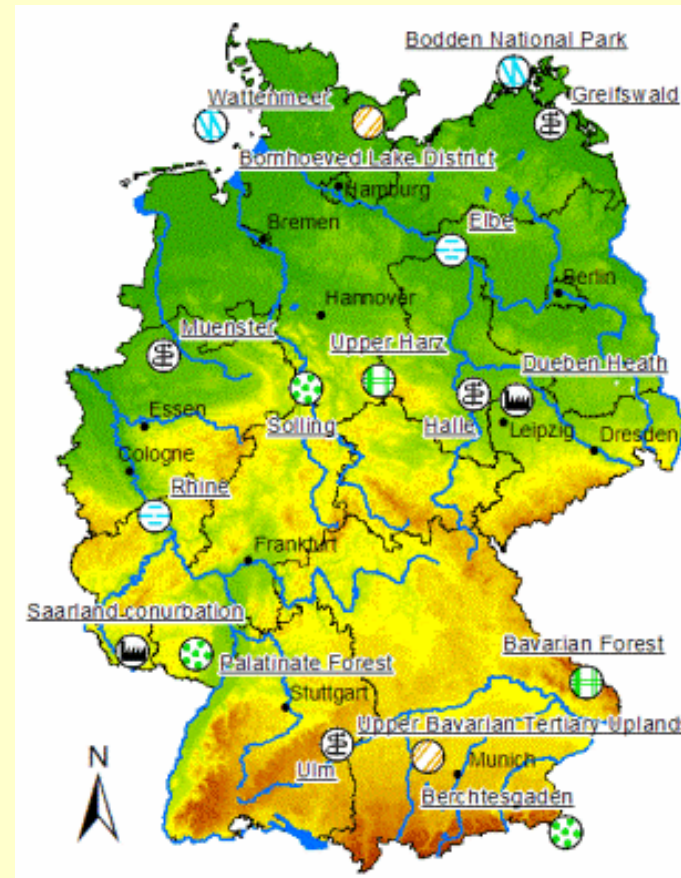 Bodden National Park
Wattenmeer
Greifswald
Bornhoeved Lake District
Hamburg
Elbe
Bremen
Berlin
Hannover
Muenster
Upper Harz
Dueben Heath
Essen
Solling
Halle
Leipzig
Dresden
Cologne
Rhine
Frankfurt
Saarland conurbation
Bavarian Forest
Palatinate Forest
Stuttgart
Upper Bavarian Tertiary Uplands
N
Ulm
Munich
Berchtesgaden